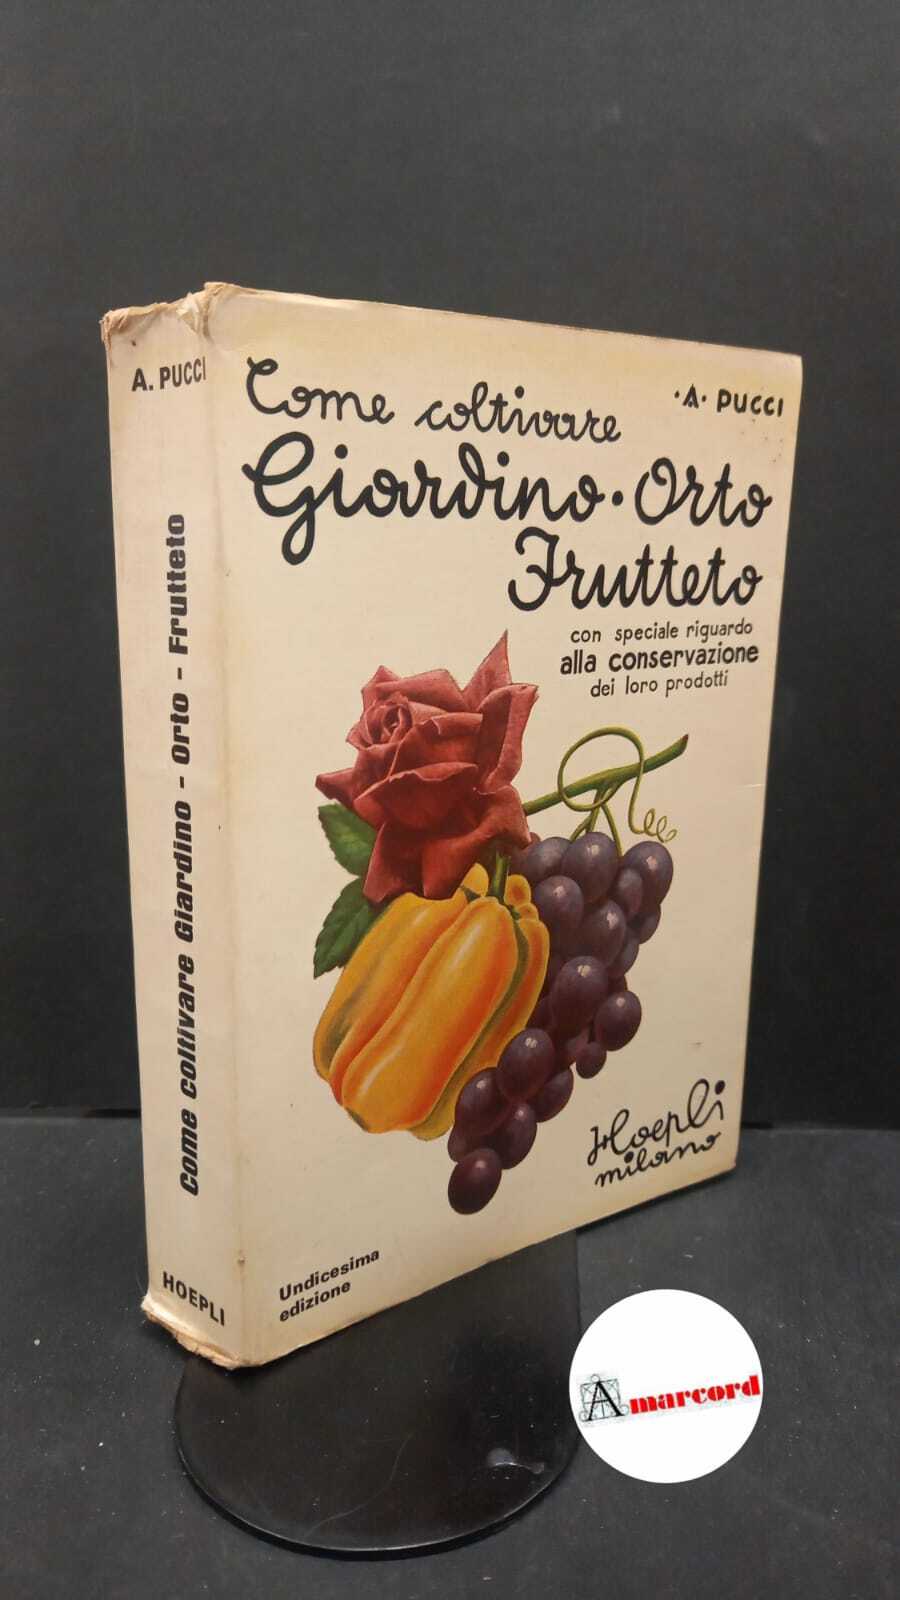 A. PUCCI
Come coltivare Giardino - Orto - Frutteto
HOEPLI
Come coltivare
·A· PUCCI
Giardino · Orto
Frutteto
con speciale riguardo
alla conservazione
dei loro prodotti
Hoepli
milano
Undicesima
edizione
Amarcord